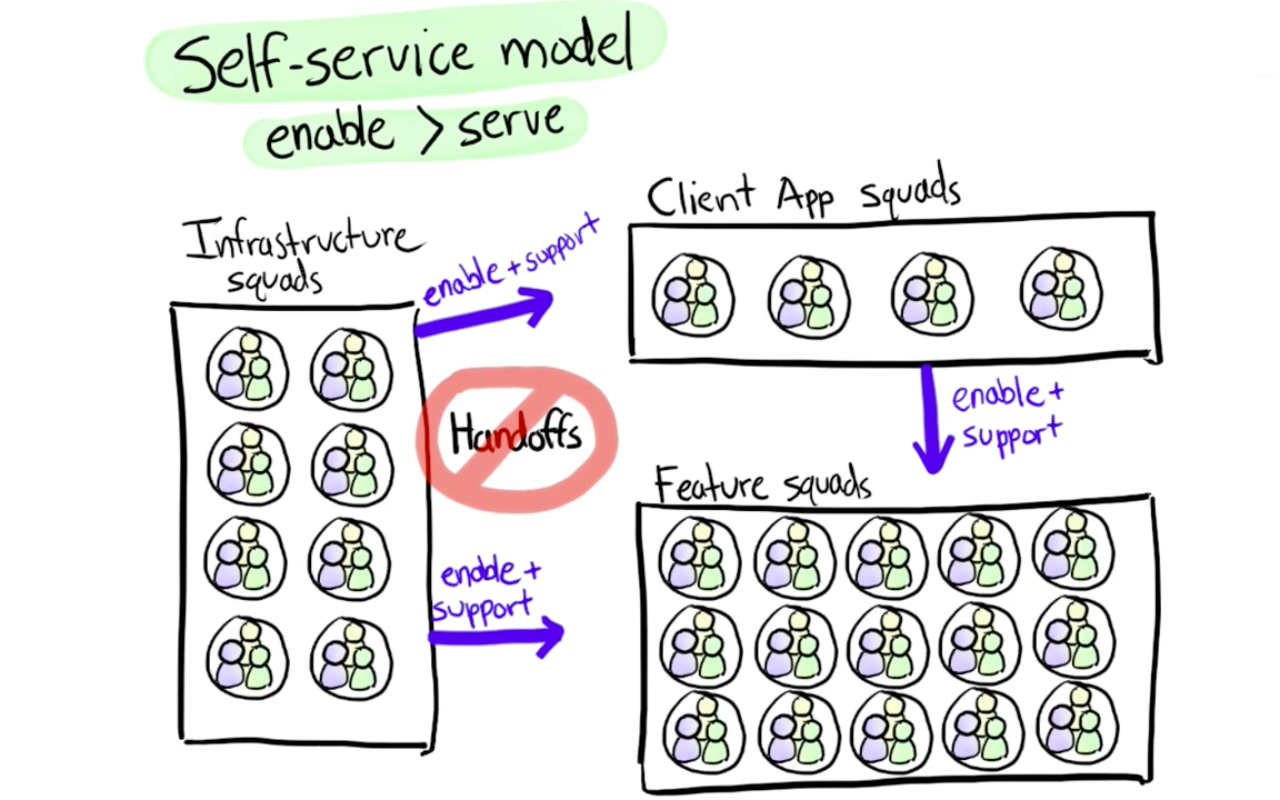 Self-service model
enable > serve
Infrastructure
squads
enable + support
Client App squads
Handoffs
enable +
support
Feature squads
enable +
support